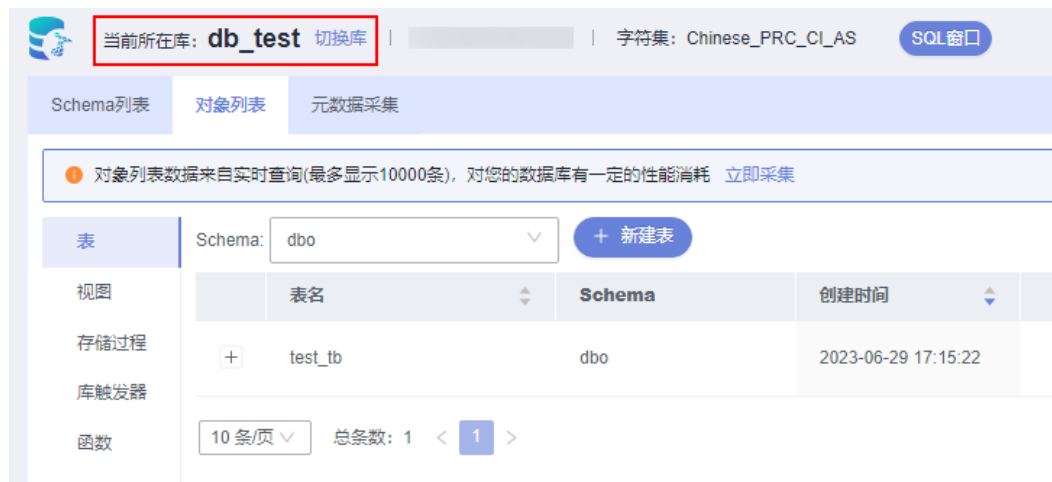 当前所在库: db_test 切换库 | | 字符集: Chinese_PRC_CI_AS SQL窗口
Schema列表 对象列表 元数据采集
对象列表数据来自实时查询(最多显示10000条), 对您的数据库有一定的性能消耗 立即采集
表 Schema: dbo + 新建表
视图 表名 Schema 创建时间
存储过程 + test_tb dbo 2023-06-29 17:15:22
库触发器
函数 10 条/页 总条数: 1 < 1 >